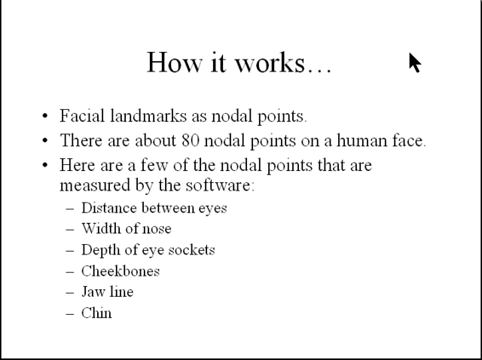 How it works…
• Facial landmarks as nodal points.
• There are about 80 nodal points on a human face.
• Here are a few of the nodal points that are
measured by the software:
– Distance between eyes
– Width of nose
– Depth of eye sockets
– Cheekbones
– Jaw line
– Chin